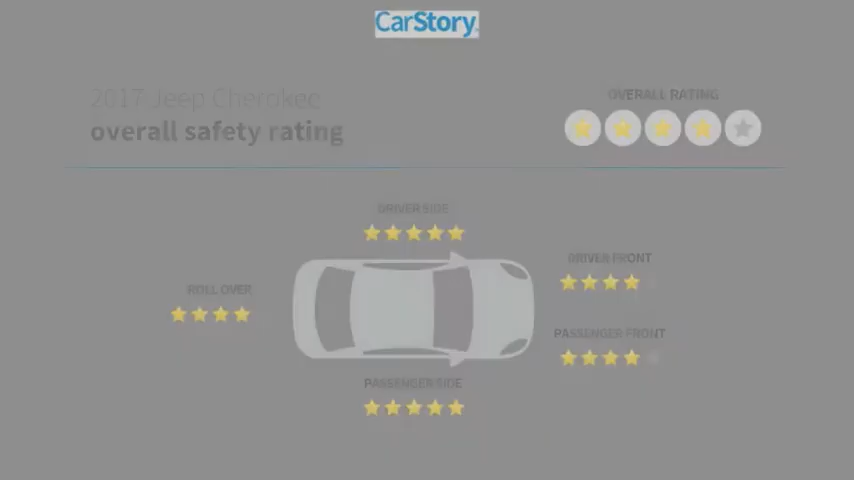 CarStory
2017 Jeep Cherokee
overall safety rating
OVERALL RATING
DRIVER SIDE
DRIVER FRONT
ROLL OVER
PASSENGER FRONT
PASSENGER SIDE